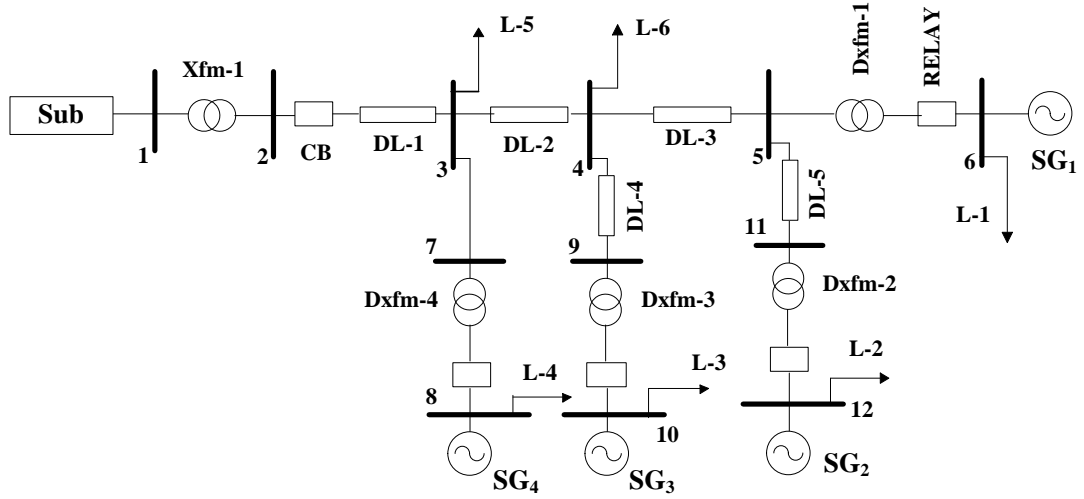 L-5
L-6
Dxfm-1
RELAY
Xfm-1
Sub
1
2
CB
DL-1
3
DL-2
4
DL-3
5
6
SG1
DL-4
DL-5
L-1
7
9
11
Dxfm-4
Dxfm-3
Dxfm-2
8
L-4
L-3
L-2
10
12
SG4
SG3
SG2